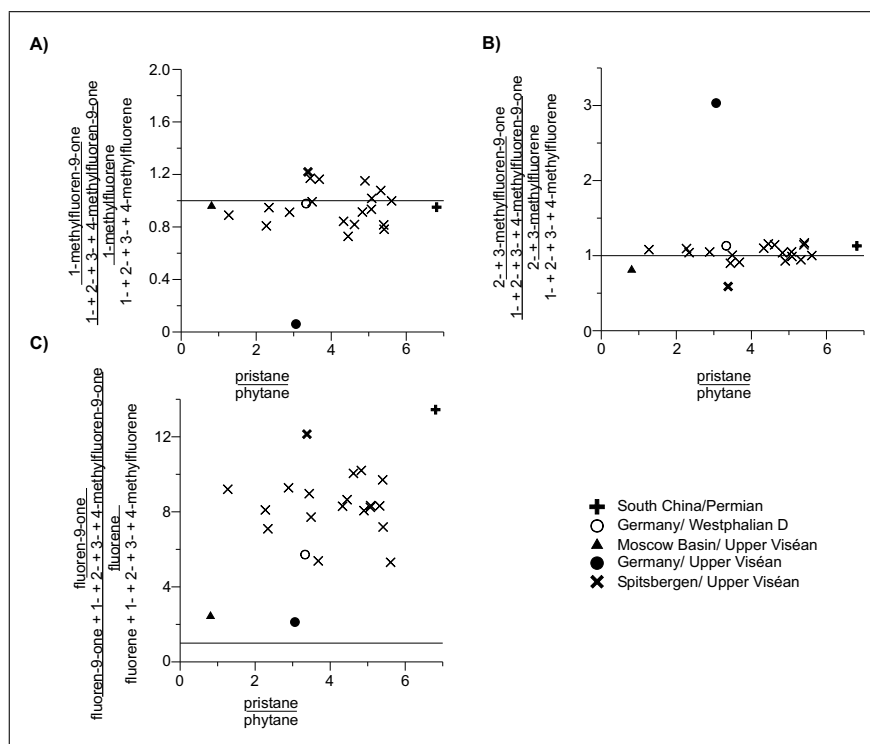 A)
1-methylfluoren-9-one
1- + 2- + 3- + 4-methylfluoren-9-one
1-methylfluorene
1- + 2- + 3- + 4-methylfluorene
2.0
1.6
1.2
0.8
0.4
0
0 2 4 6
pristane
phytane
B)
2- + 3-methylfluoren-9-one
1- + 2- + 3- + 4-methylfluoren-9-one
2- + 3-methylfluorene
1- + 2- + 3- + 4-methylfluorene
3
2
1
0
0 2 4 6
pristane
phytane
C)
fluoren-9-one
fluoren-9-one + 1- + 2- + 3- + 4-methylfluoren-9-one
fluorene
fluorene + 1- + 2- + 3- + 4-methylfluorene
12
8
4
0
0 2 4 6
pristane
phytane
South China/Permian
Germany/ Westphalian D
Moscow Basin/ Upper Viséan
Germany/ Upper Viséan
Spitsbergen/ Upper Viséan